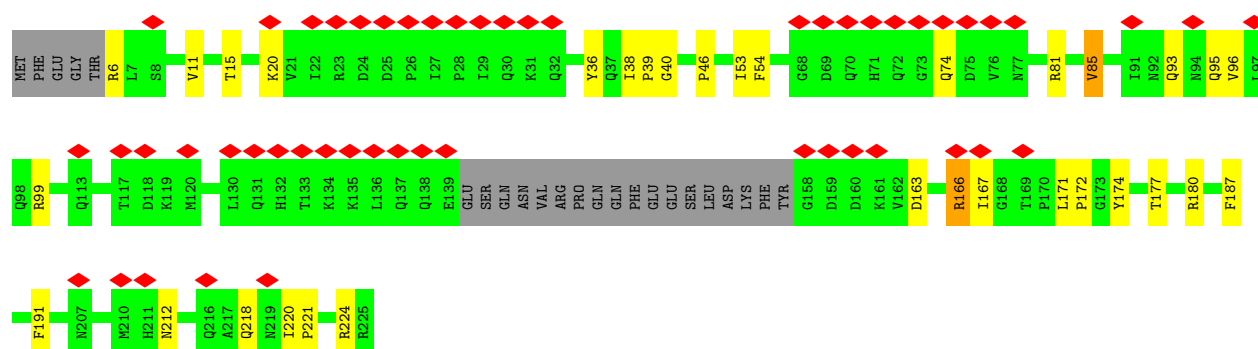 MET PHE GLU GLY THR R6 L7 S8 V11 T15 K20 V21 I22 R23 D24 D25 P26 I27 P28 I29 Q30 K31 Q32 Y36 Q37 I38 P39 G40 P46 I53 F54 G68 D69 Q70 H71 Q72 G73 Q74 D75 V76 N77 R81 V85 I91 N92 Q93 N94 Q95 V96 L97
Q98 R99 Q113 T117 D118 K119 M120 L130 Q131 H132 T133 K134 K135 L136 Q137 Q138 E139 GLU SER GLN ASN VAL ARG PRO GLN GLN PHE GLU GLU SER LEU ASP LYS PHE TYR G158 D159 D160 K161 V162 D163 R166 I167 G168 T169 P170 L171 P172 G173 Y174 T177 R180 F187
F191 N207 M210 H211 N212 Q216 A217 Q218 N219 I220 P221 R224 R225